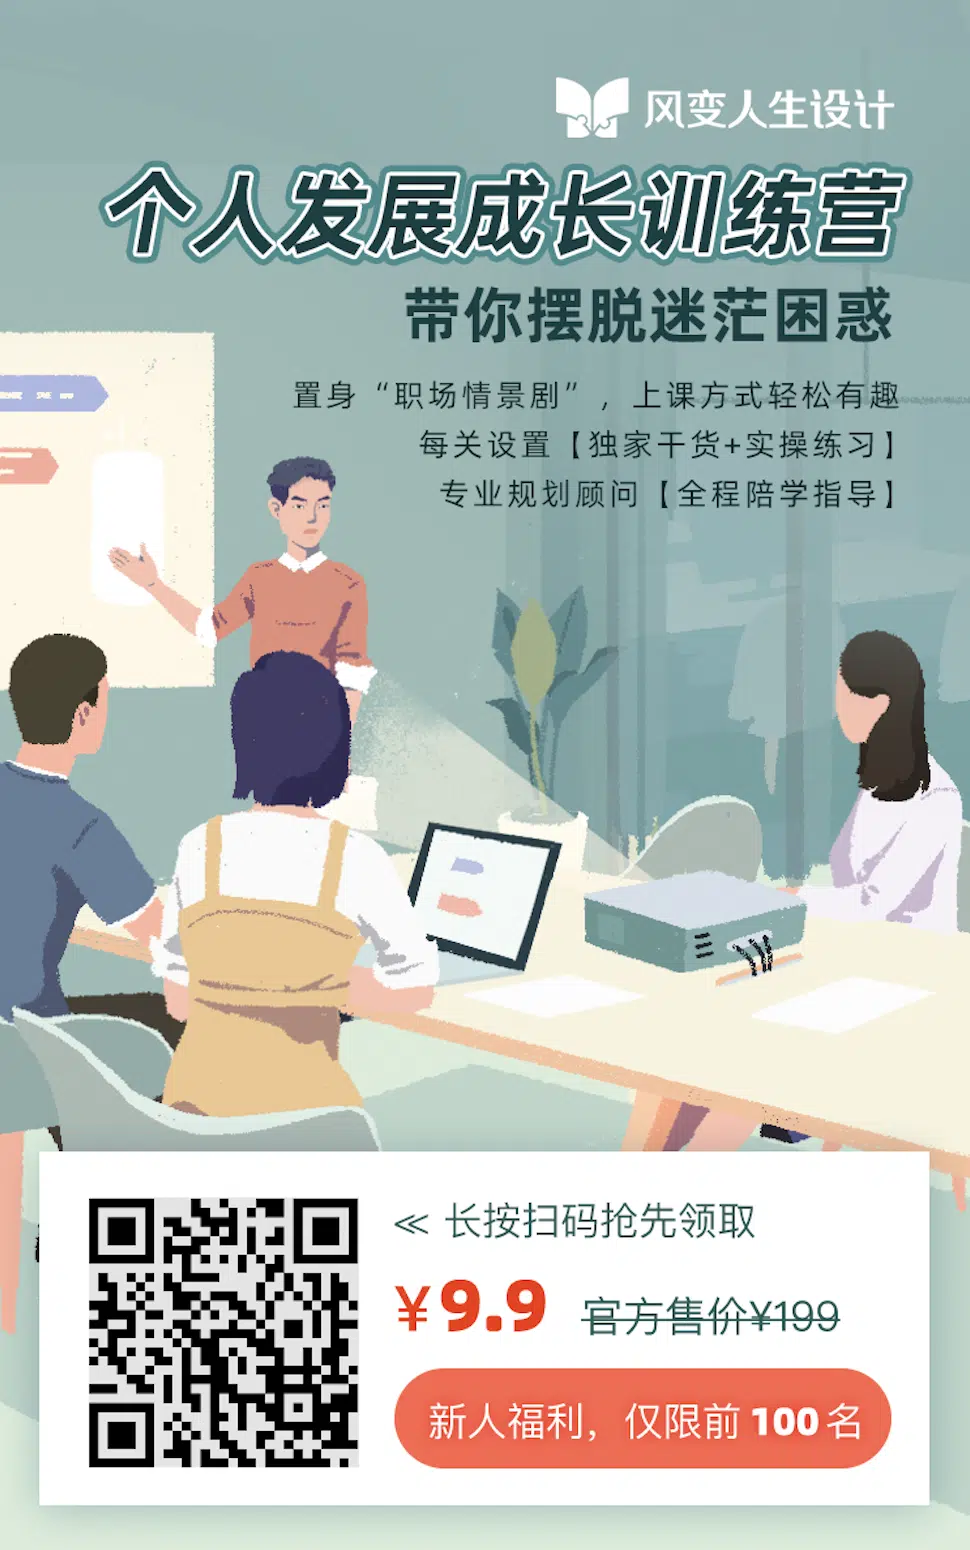 风变人生设计
个人发展成长训练营
带你摆脱迷茫困惑
置身“职场情景剧”，上课方式轻松有趣
每关设置【独家干货+实操练习】
专业规划顾问【全程陪学指导】
≪ 长按扫码抢先领取
¥9.9 官方售价¥199
新人福利，仅限前 100 名